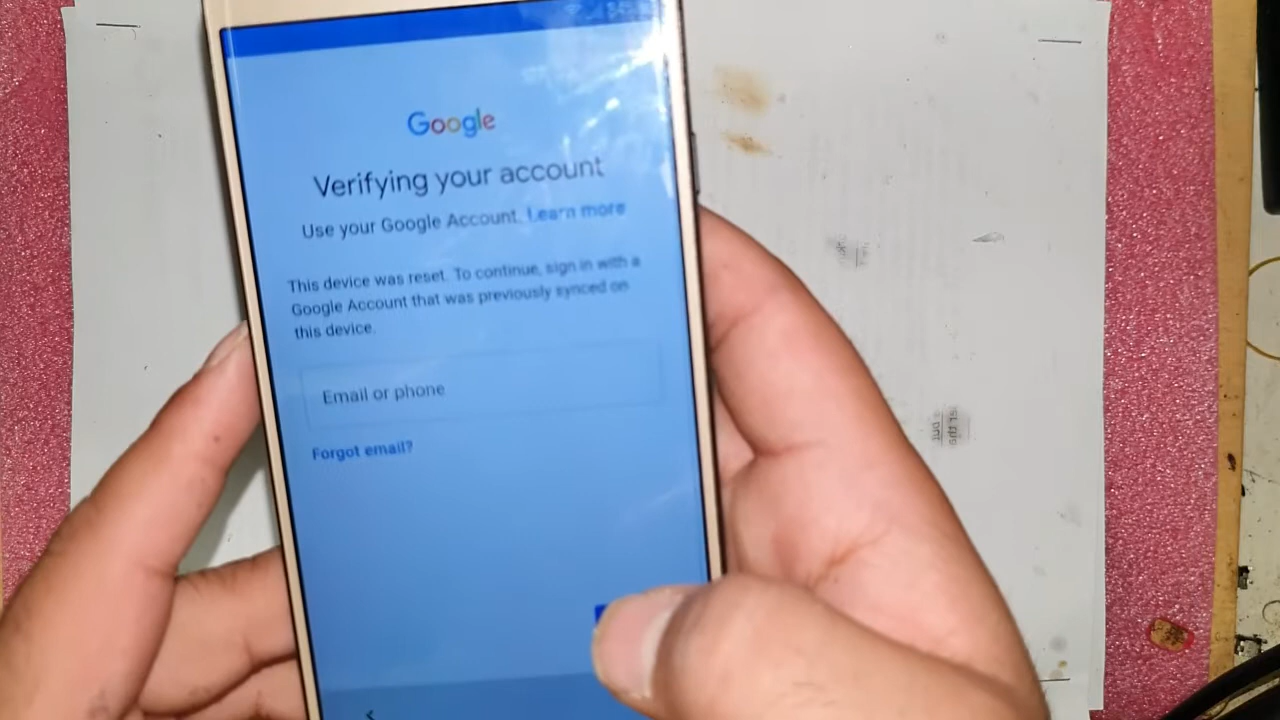 Google
Verifying your account
Use your Google Account. Learn more
This device was reset. To continue, sign in with a
Google Account that was previously synced on
this device.
Email or phone
Forgot email?